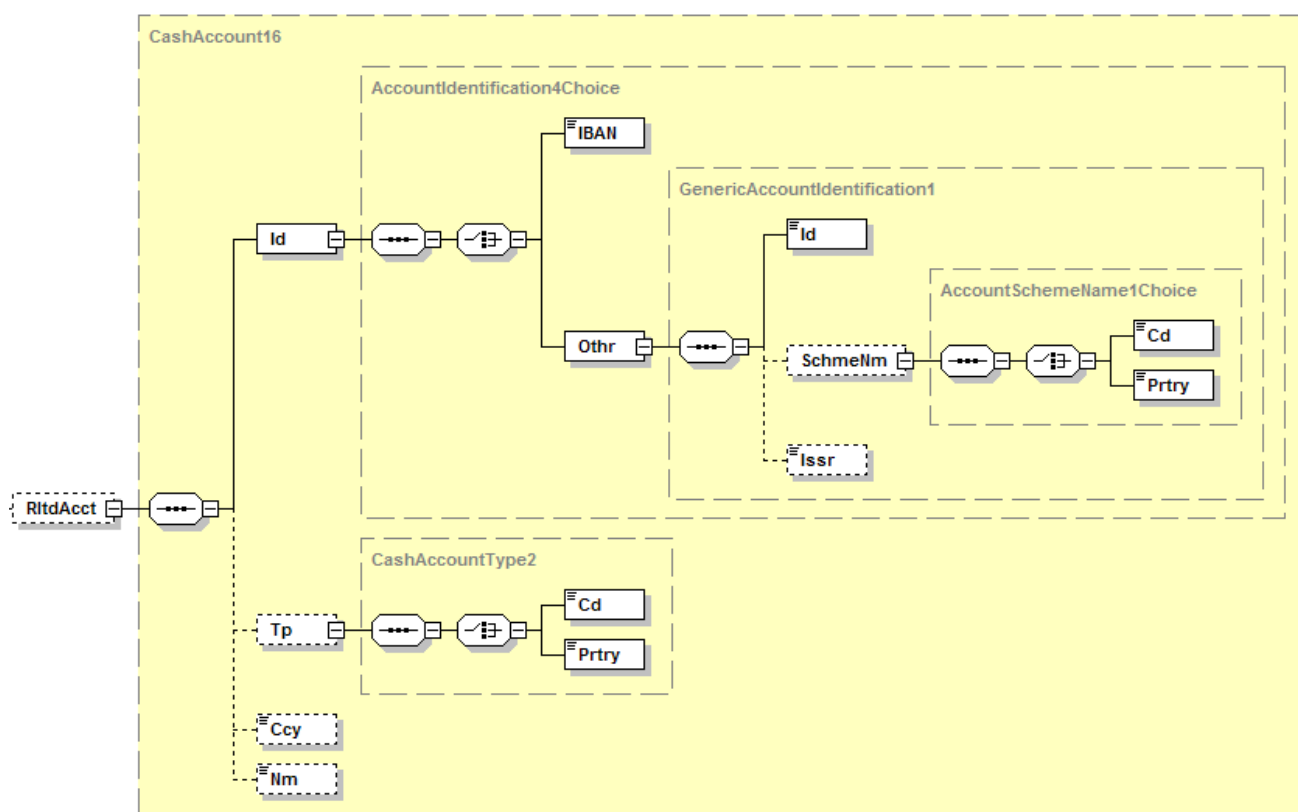 CashAccount16
AccountIdentification4Choice
IBAN
GenericAccountIdentification1
Id
Id
AccountSchemeName1Choice
Cd
Othr
SchmeNm
Prtry
Issr
RltdAcct
CashAccountType2
Cd
Tp
Prtry
Ccy
Nm